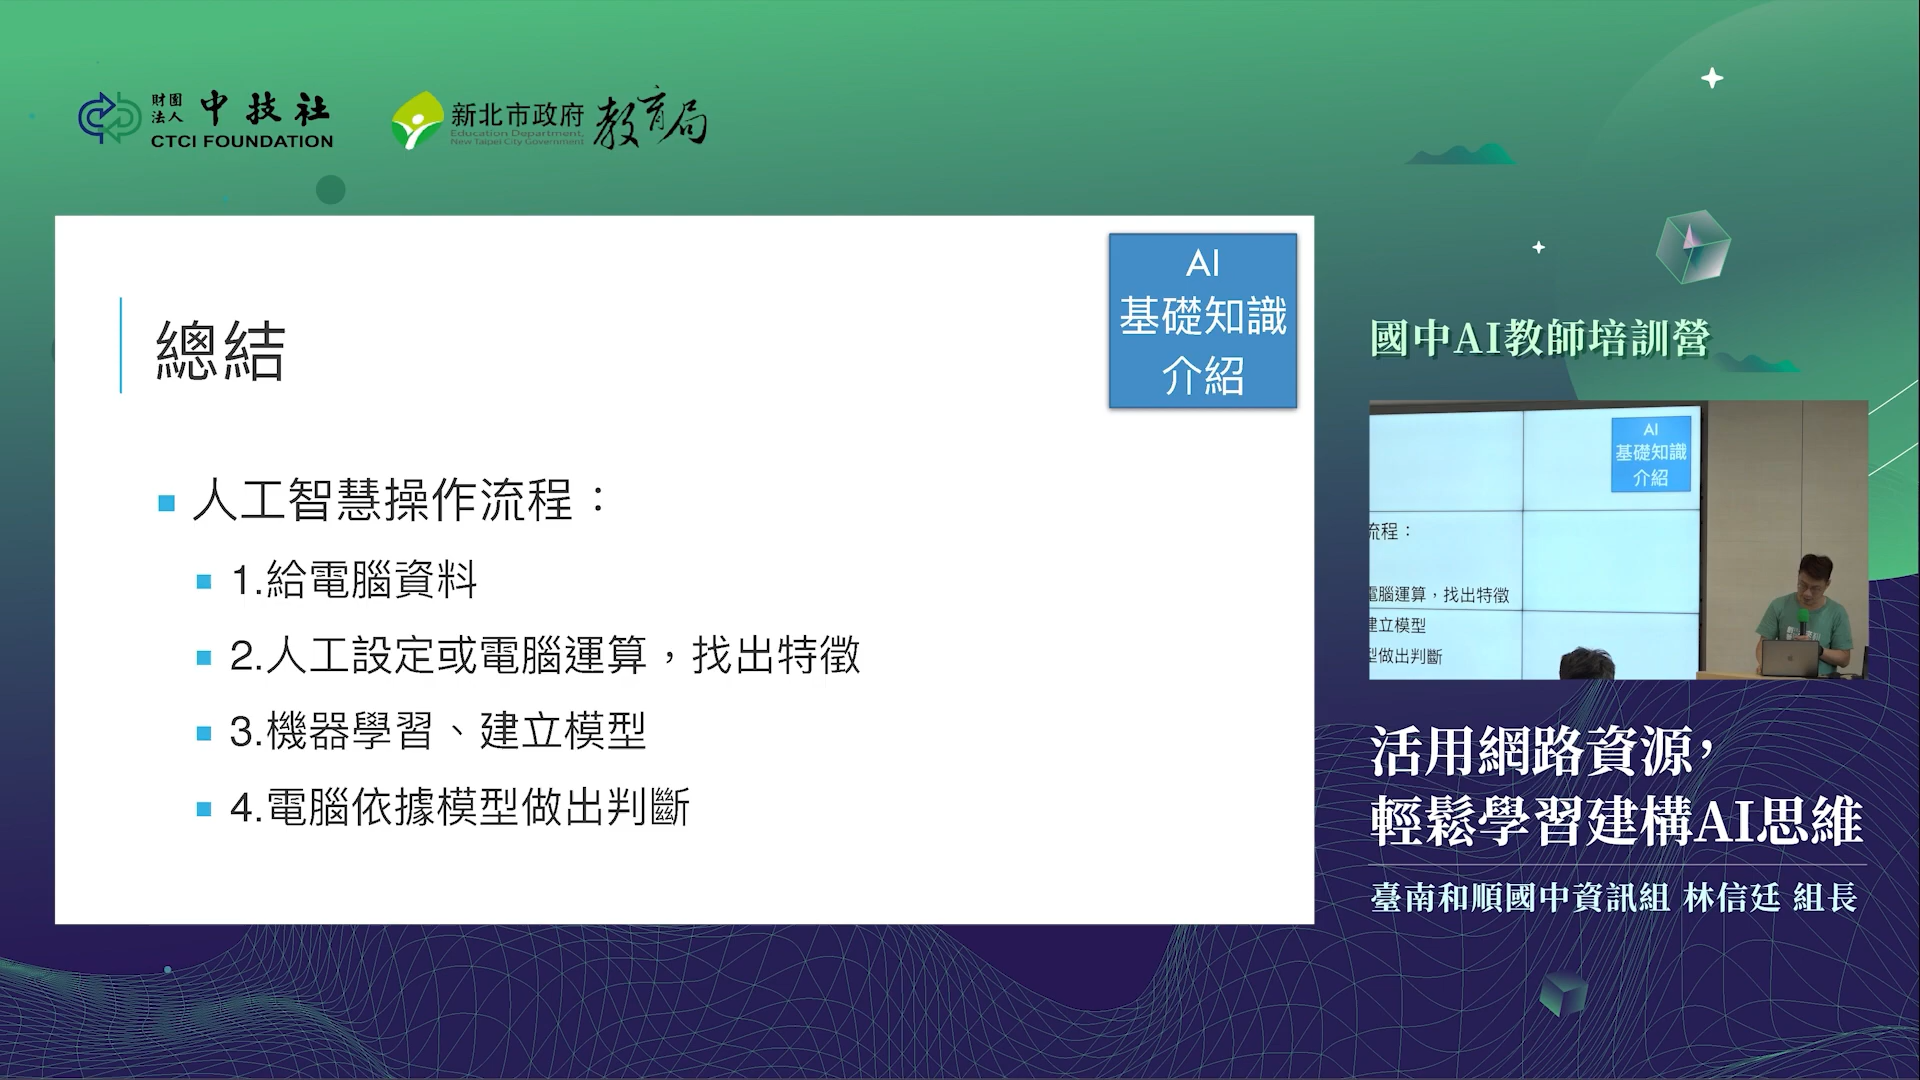 財團
法人
中技社
CTCI FOUNDATION
新北市政府
教育局
Education Department,
New Taipei City Government
AI
基礎知識
介紹
總結
人工智慧操作流程：
1.給電腦資料
2.人工設定或電腦運算，找出特徵
3.機器學習、建立模型
4.電腦依據模型做出判斷
國中AI教師培訓營
AI
基礎知識
介紹
流程：
電腦運算，找出特徵
建立模型
型做出判斷
活用網路資源，
輕鬆學習建構AI思維
臺南和順國中資訊組 林信廷 組長